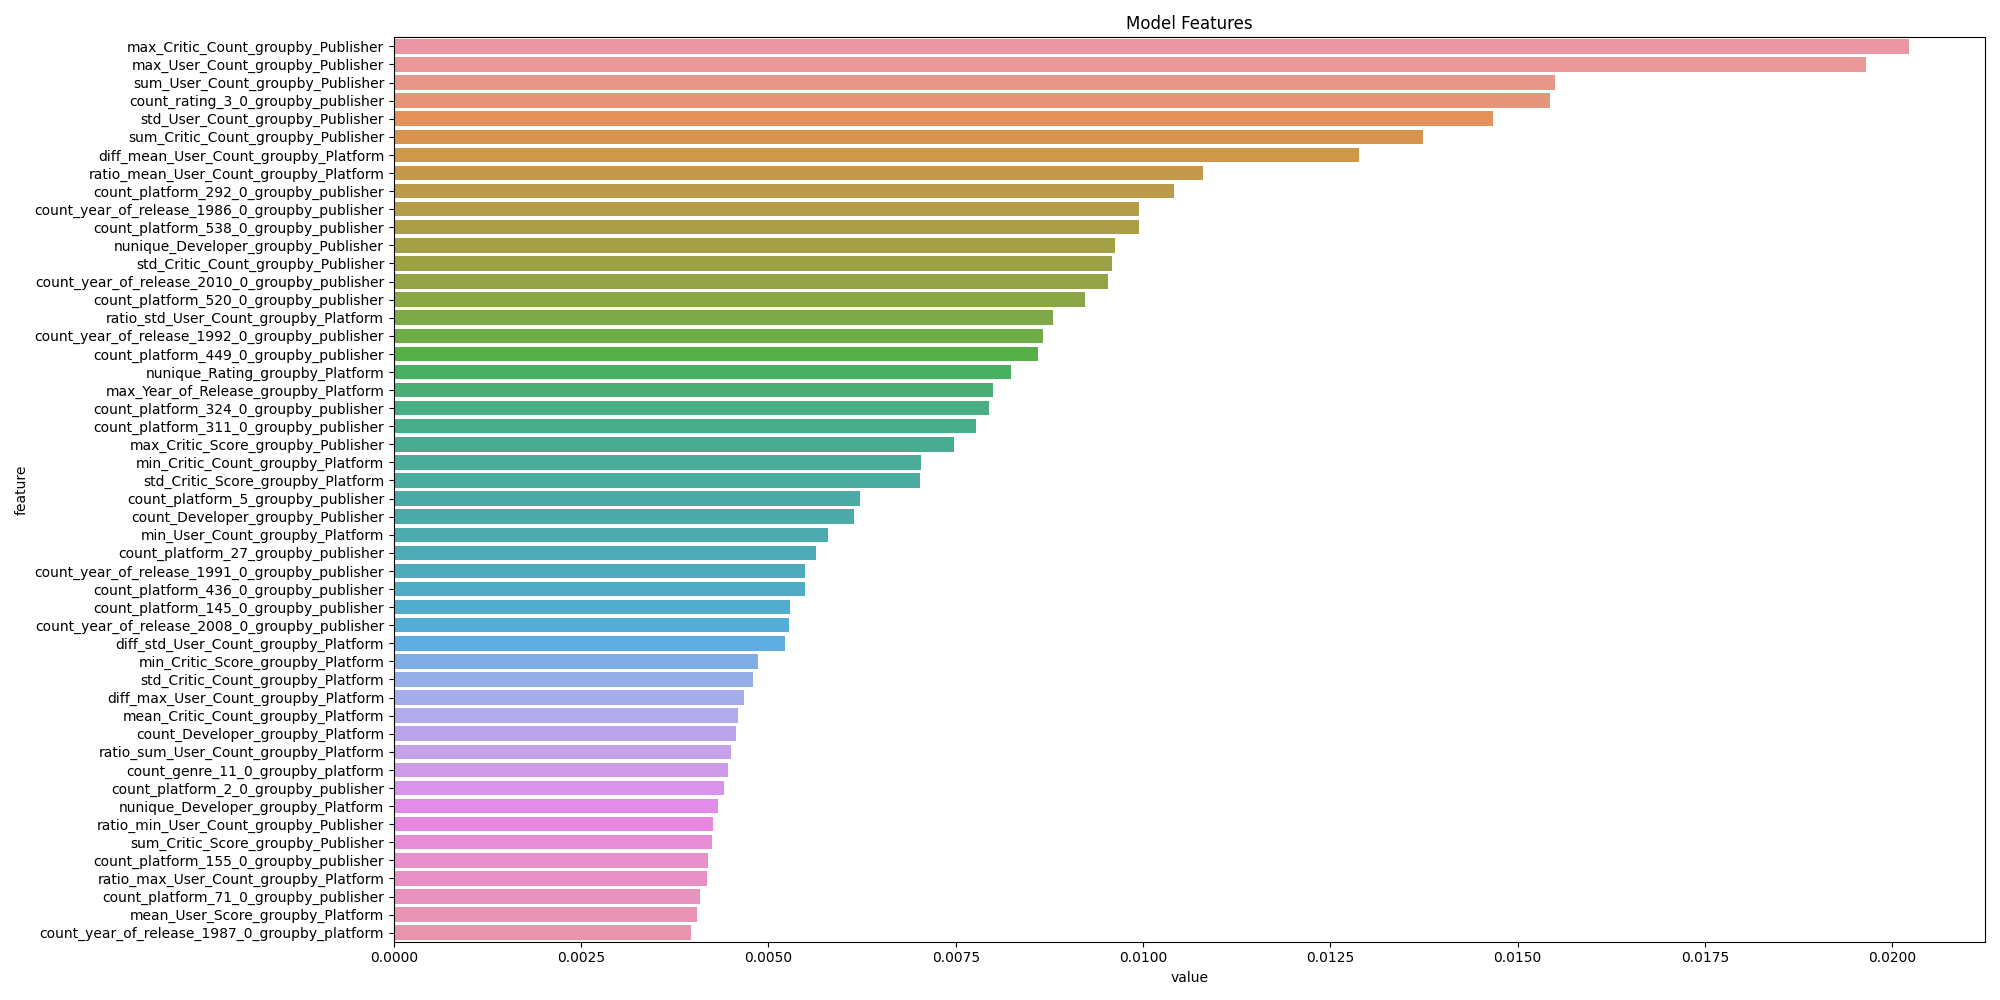 Model Features
max_Critic_Count_groupby_Publisher
max_User_Count_groupby_Publisher
sum_User_Count_groupby_Publisher
count_rating_3_0_groupby_publisher
std_User_Count_groupby_Publisher
sum_Critic_Count_groupby_Publisher
diff_mean_User_Count_groupby_Platform
ratio_mean_User_Count_groupby_Platform
count_platform_292_0_groupby_publisher
count_year_of_release_1986_0_groupby_publisher
count_platform_538_0_groupby_publisher
nunique_Developer_groupby_Publisher
std_Critic_Count_groupby_Publisher
count_year_of_release_2010_0_groupby_publisher
count_platform_520_0_groupby_publisher
ratio_std_User_Count_groupby_Platform
count_year_of_release_1992_0_groupby_publisher
count_platform_449_0_groupby_publisher
nunique_Rating_groupby_Platform
max_Year_of_Release_groupby_Platform
count_platform_324_0_groupby_publisher
count_platform_311_0_groupby_publisher
max_Critic_Score_groupby_Publisher
min_Critic_Count_groupby_Platform
std_Critic_Score_groupby_Platform
count_platform_5_groupby_publisher
count_Developer_groupby_Publisher
min_User_Count_groupby_Platform
count_platform_27_groupby_publisher
count_year_of_release_1991_0_groupby_publisher
count_platform_436_0_groupby_publisher
count_platform_145_0_groupby_publisher
count_year_of_release_2008_0_groupby_publisher
diff_std_User_Count_groupby_Platform
min_Critic_Score_groupby_Platform
std_Critic_Count_groupby_Platform
diff_max_User_Count_groupby_Platform
mean_Critic_Count_groupby_Platform
count_Developer_groupby_Platform
ratio_sum_User_Count_groupby_Platform
count_genre_11_0_groupby_platform
count_platform_2_0_groupby_publisher
nunique_Developer_groupby_Platform
ratio_min_User_Count_groupby_Publisher
sum_Critic_Score_groupby_Publisher
count_platform_155_0_groupby_publisher
ratio_max_User_Count_groupby_Platform
count_platform_71_0_groupby_publisher
mean_User_Score_groupby_Platform
count_year_of_release_1987_0_groupby_platform
feature
0.0000 0.0025 0.0050 0.0075 0.0100 0.0125 0.0150 0.0175 0.0200
value